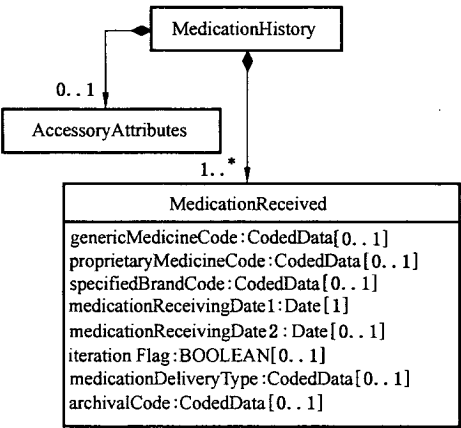 MedicationHistory
0..1
AccessoryAttributes
1..*
MedicationReceived
genericMedicineCode:CodedData[0..1]
proprietaryMedicineCode:CodedData[0..1]
specifiedBrandCode:CodedData[0..1]
medicationReceivingDate1:Date[1]
medicationReceivingDate2:Date[0..1]
iteration Flag:BOOLEAN[0..1]
medicationDeliveryType:CodedData[0..1]
archivalCode:CodedData[0..1]